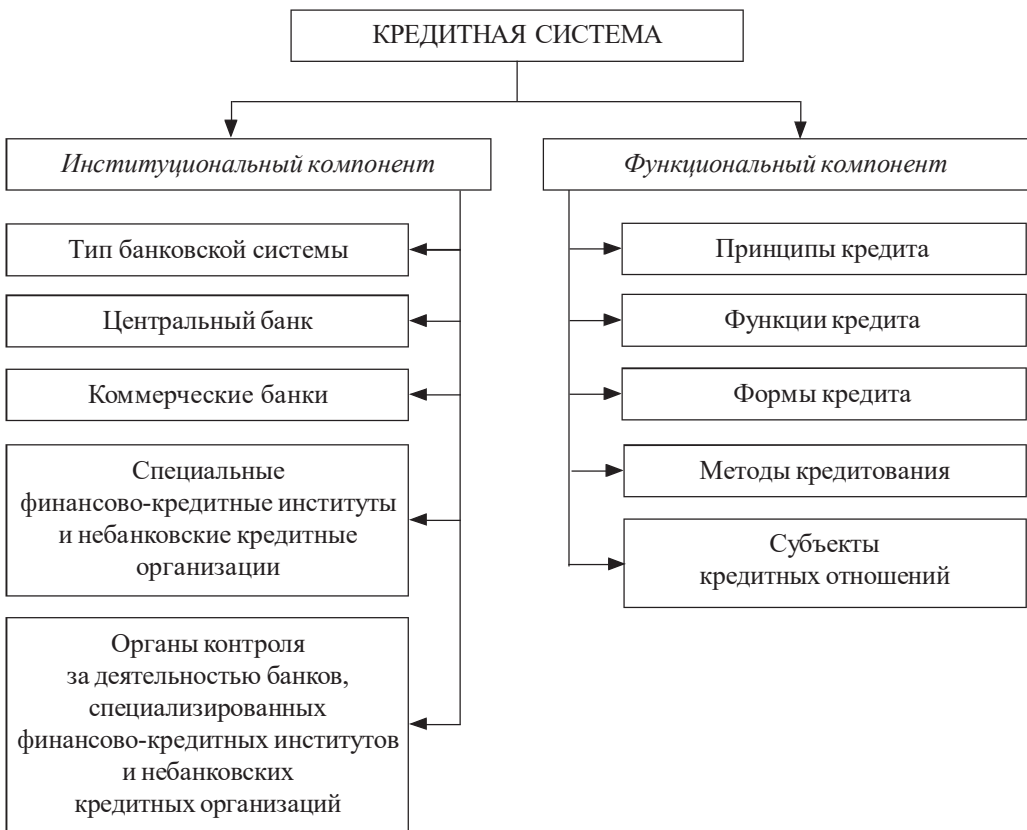 КРЕДИТНАЯ СИСТЕМА
Институциональный компонент
Тип банковской системы
Центральный банк
Коммерческие банки
Специальные
финансово-кредитные институты
и небанковские кредитные
организации
Органы контроля
за деятельностью банков,
специализированных
финансово-кредитных институтов
и небанковских
кредитных организаций
Функциональный компонент
Принципы кредита
Функции кредита
Формы кредита
Методы кредитования
Субъекты
кредитных отношений